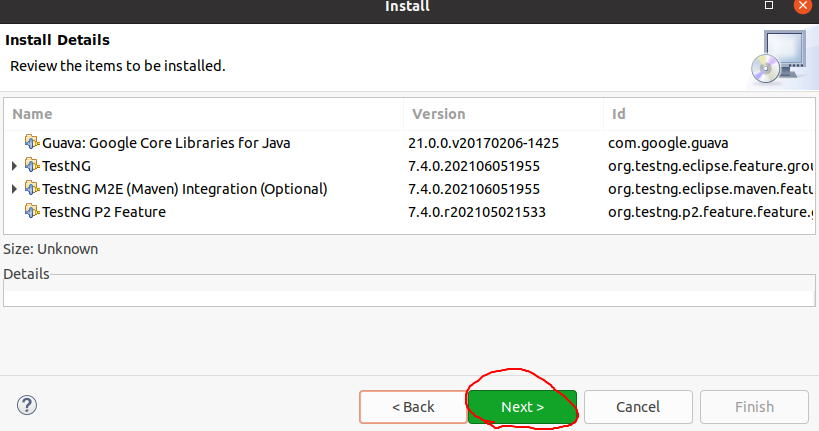 Install
Install Details
Review the items to be installed.
Name Version Id
Guava: Google Core Libraries for Java 21.0.0.v20170206-1425 com.google.guava
TestNG 7.4.0.202106051955 org.testng.eclipse.feature.grou
TestNG M2E (Maven) Integration (Optional) 7.4.0.202106051955 org.testng.eclipse.maven.featu
TestNG P2 Feature 7.4.0.r202105021533 org.testng.p2.feature.feature.g
Size: Unknown
Details
? < Back Next > Cancel Finish